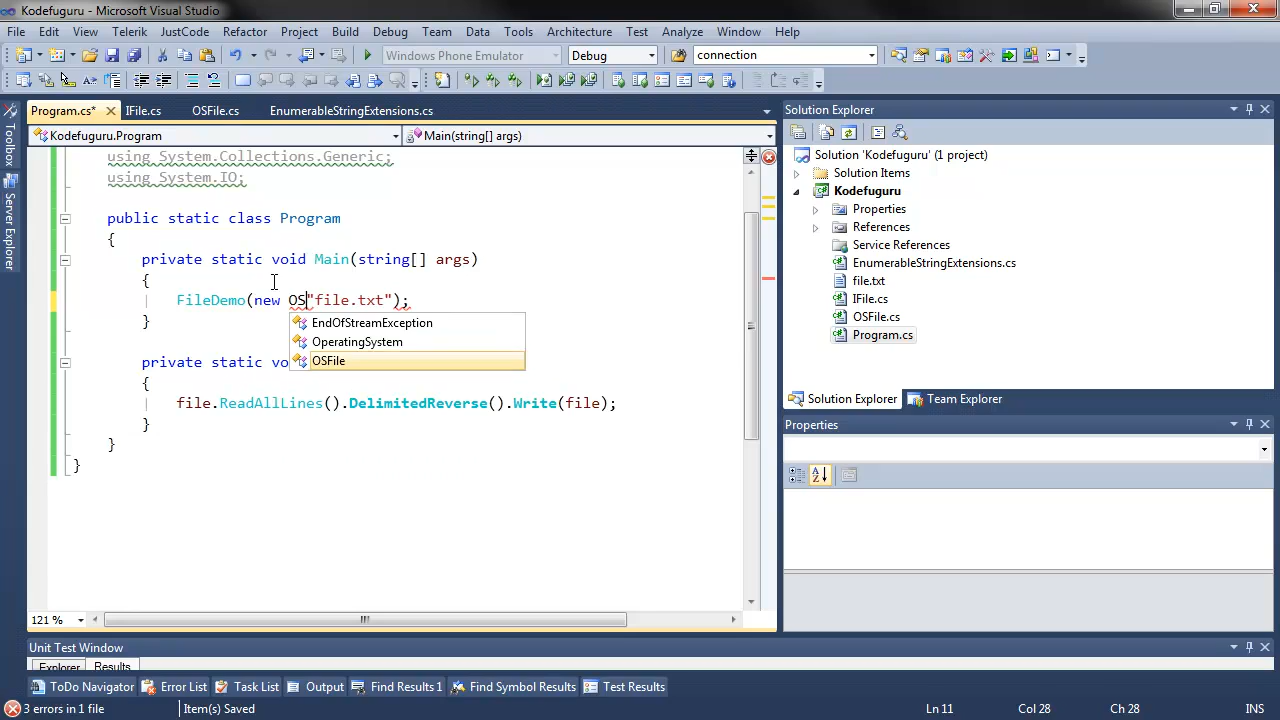 Kodefuguru - Microsoft Visual Studio
File Edit View Telerik JustCode Refactor Project Build Debug Team Data Tools Architecture Test Analyze Window Help
Windows Phone Emulator Debug connection
Program.cs* IFile.cs OSFile.cs EnumerableStringExtensions.cs
Kodefuguru.Program Main(string[] args)
using System.Collections.Generic;
using System.IO;
public static class Program
{
private static void Main(string[] args)
{
FileDemo(new OS"file.txt");
}
EndOfStreamException
OperatingSystem
OSFile
private static vo
{
file.ReadAllLines().DelimitedReverse().Write(file);
}
}
}
121 %
Toolbox
Server Explorer
Solution Explorer
Solution 'Kodefuguru' (1 project)
Solution Items
Kodefuguru
Properties
References
Service References
EnumerableStringExtensions.cs
file.txt
IFile.cs
OSFile.cs
Program.cs
Solution Explorer Team Explorer
Properties
Unit Test Window
Explorer Results
ToDo Navigator Error List Task List Output Find Results 1 Find Symbol Results Test Results
3 errors in 1 file Item(s) Saved Ln 11 Col 28 Ch 28 INS